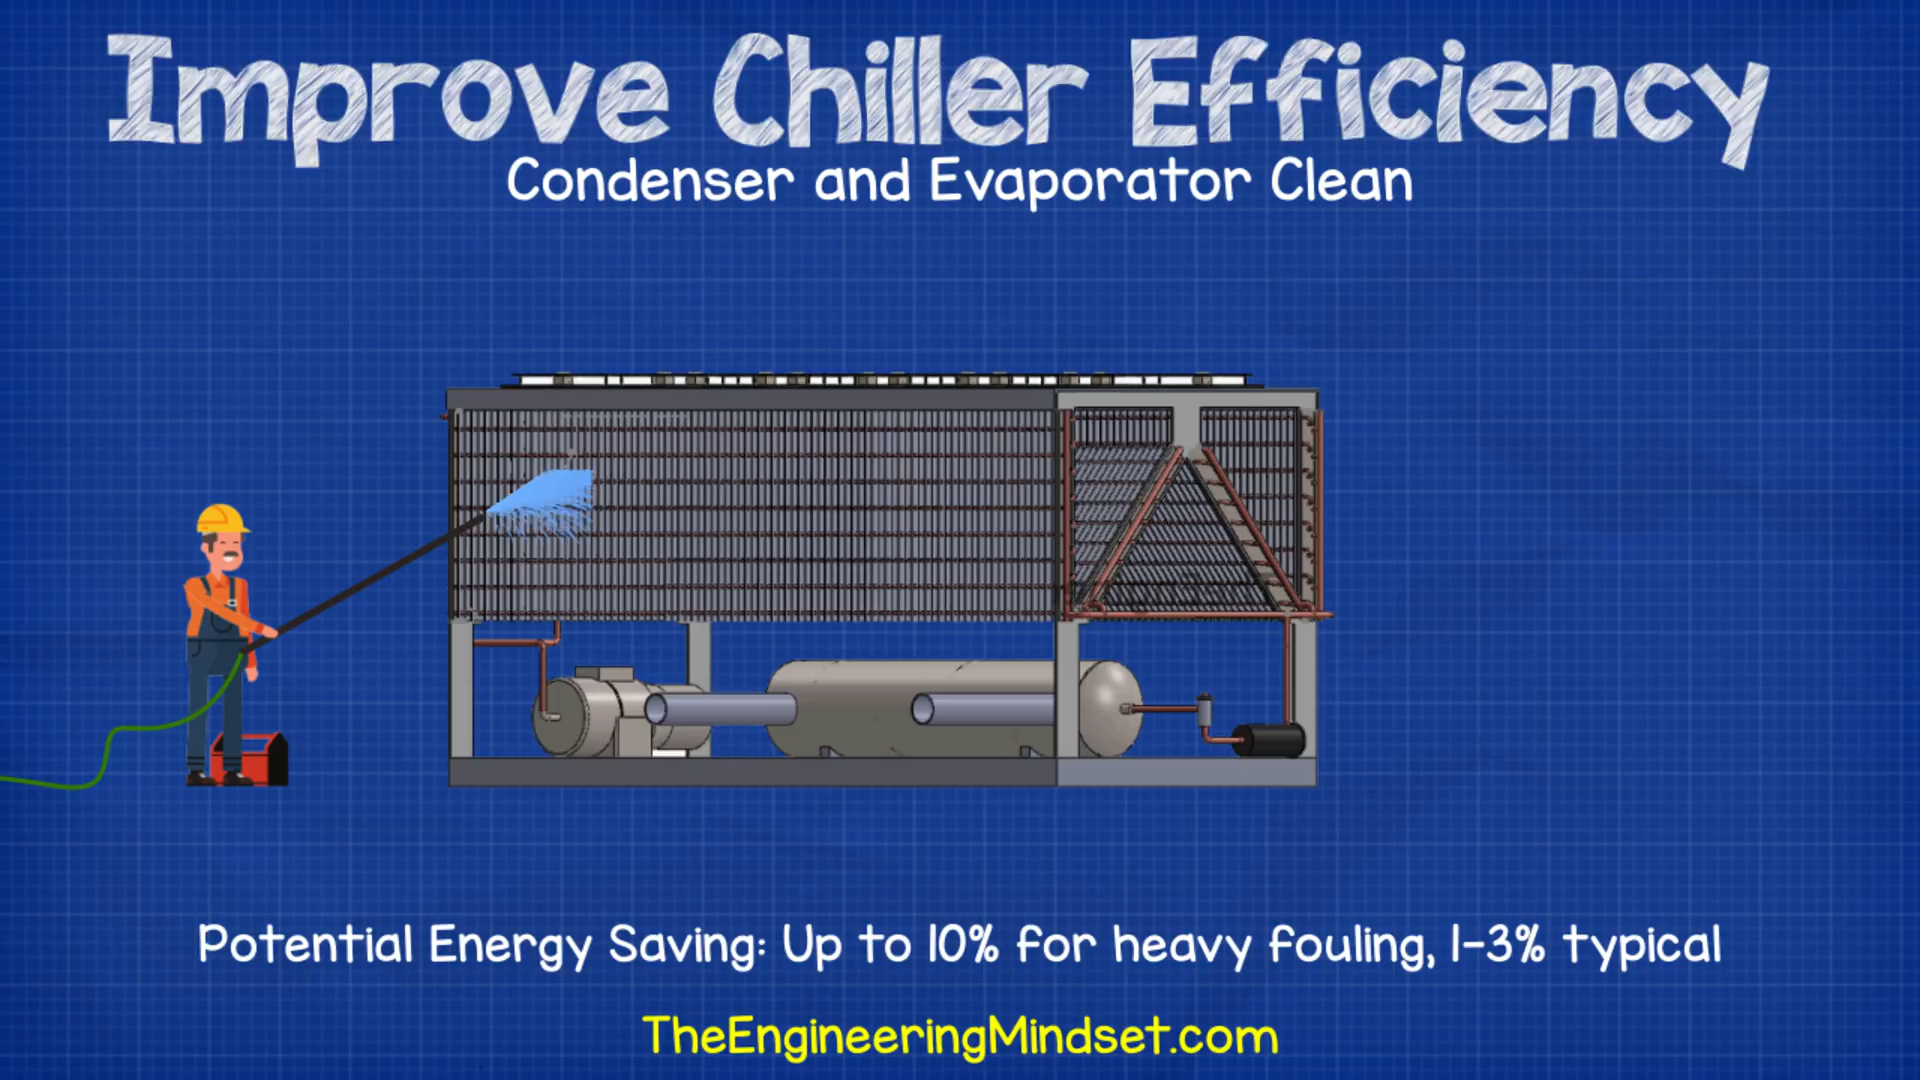 Improve Chiller Efficiency
Condenser and Evaporator Clean
Potential Energy Saving: Up to 10% for heavy fouling, 1-3% typical
TheEngineeringMindset.com